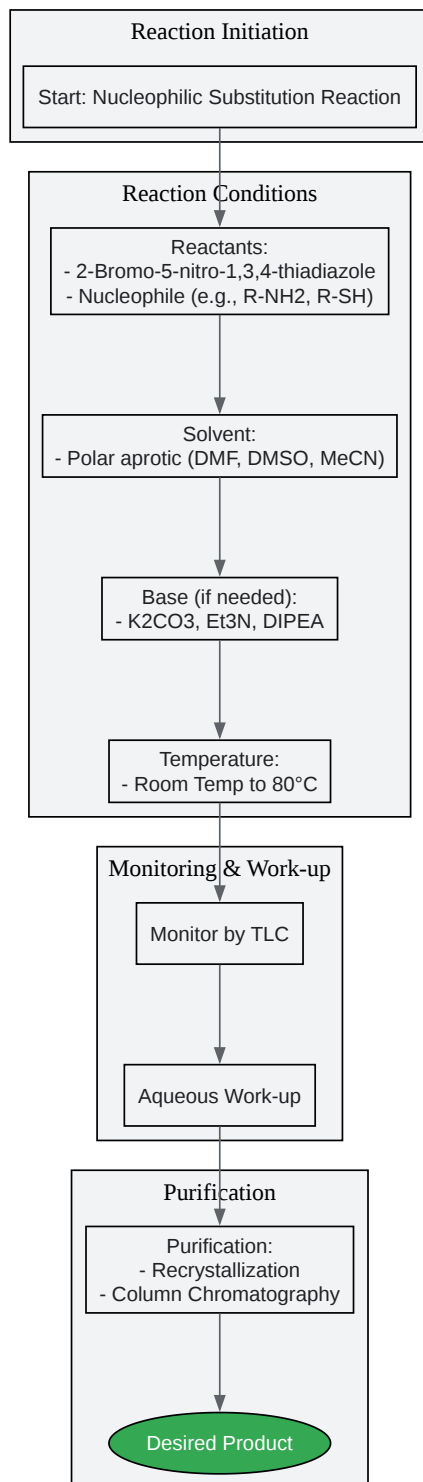 Reaction Initiation
Start: Nucleophilic Substitution Reaction
Reaction Conditions
Reactants:
- 2-Bromo-5-nitro-1,3,4-thiadiazole
- Nucleophile (e.g., R-NH2, R-SH)
Solvent:
- Polar aprotic (DMF, DMSO, MeCN)
Base (if needed):
- K2CO3, Et3N, DIPEA
Temperature:
- Room Temp to 80°C
Monitoring & Work-up
Monitor by TLC
Aqueous Work-up
Purification
Purification:
- Recrystallization
- Column Chromatography
Desired Product